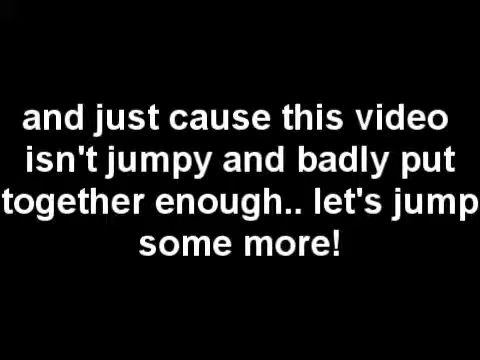 and just cause this video
isn't jumpy and badly put
together enough.. let's jump
some more!